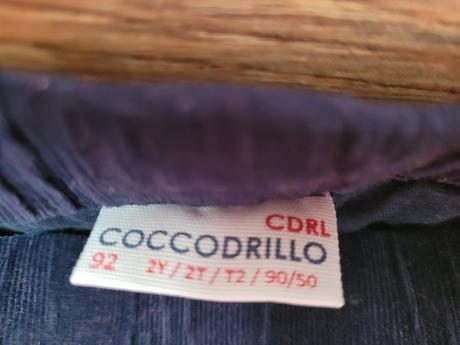 CDRL
COCCODRILLO
92 2Y / 2T / T2 / 90/50